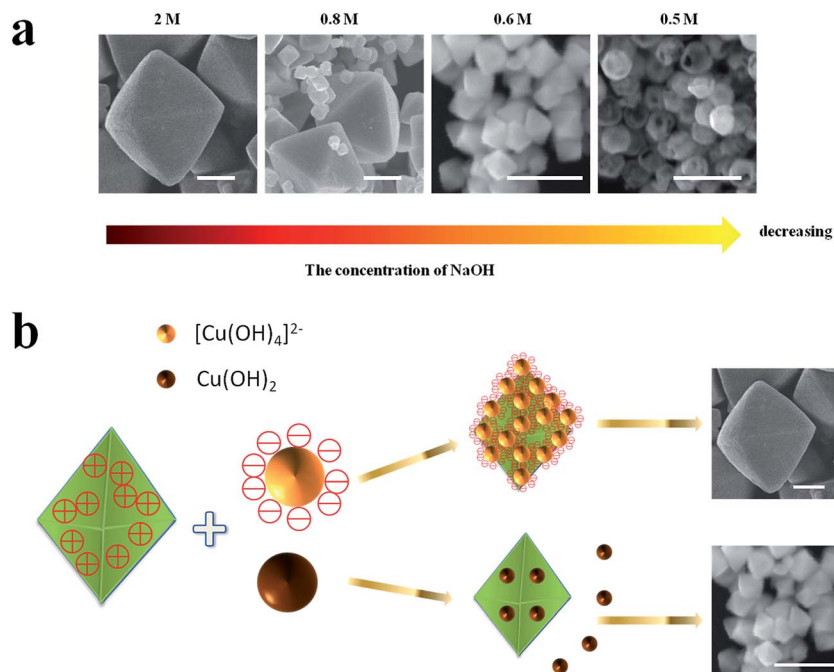 a
2 M
0.8 M
0.6 M
0.5 M
decreasing
The concentration of NaOH
b
[Cu(OH)₄]²⁻
Cu(OH)₂